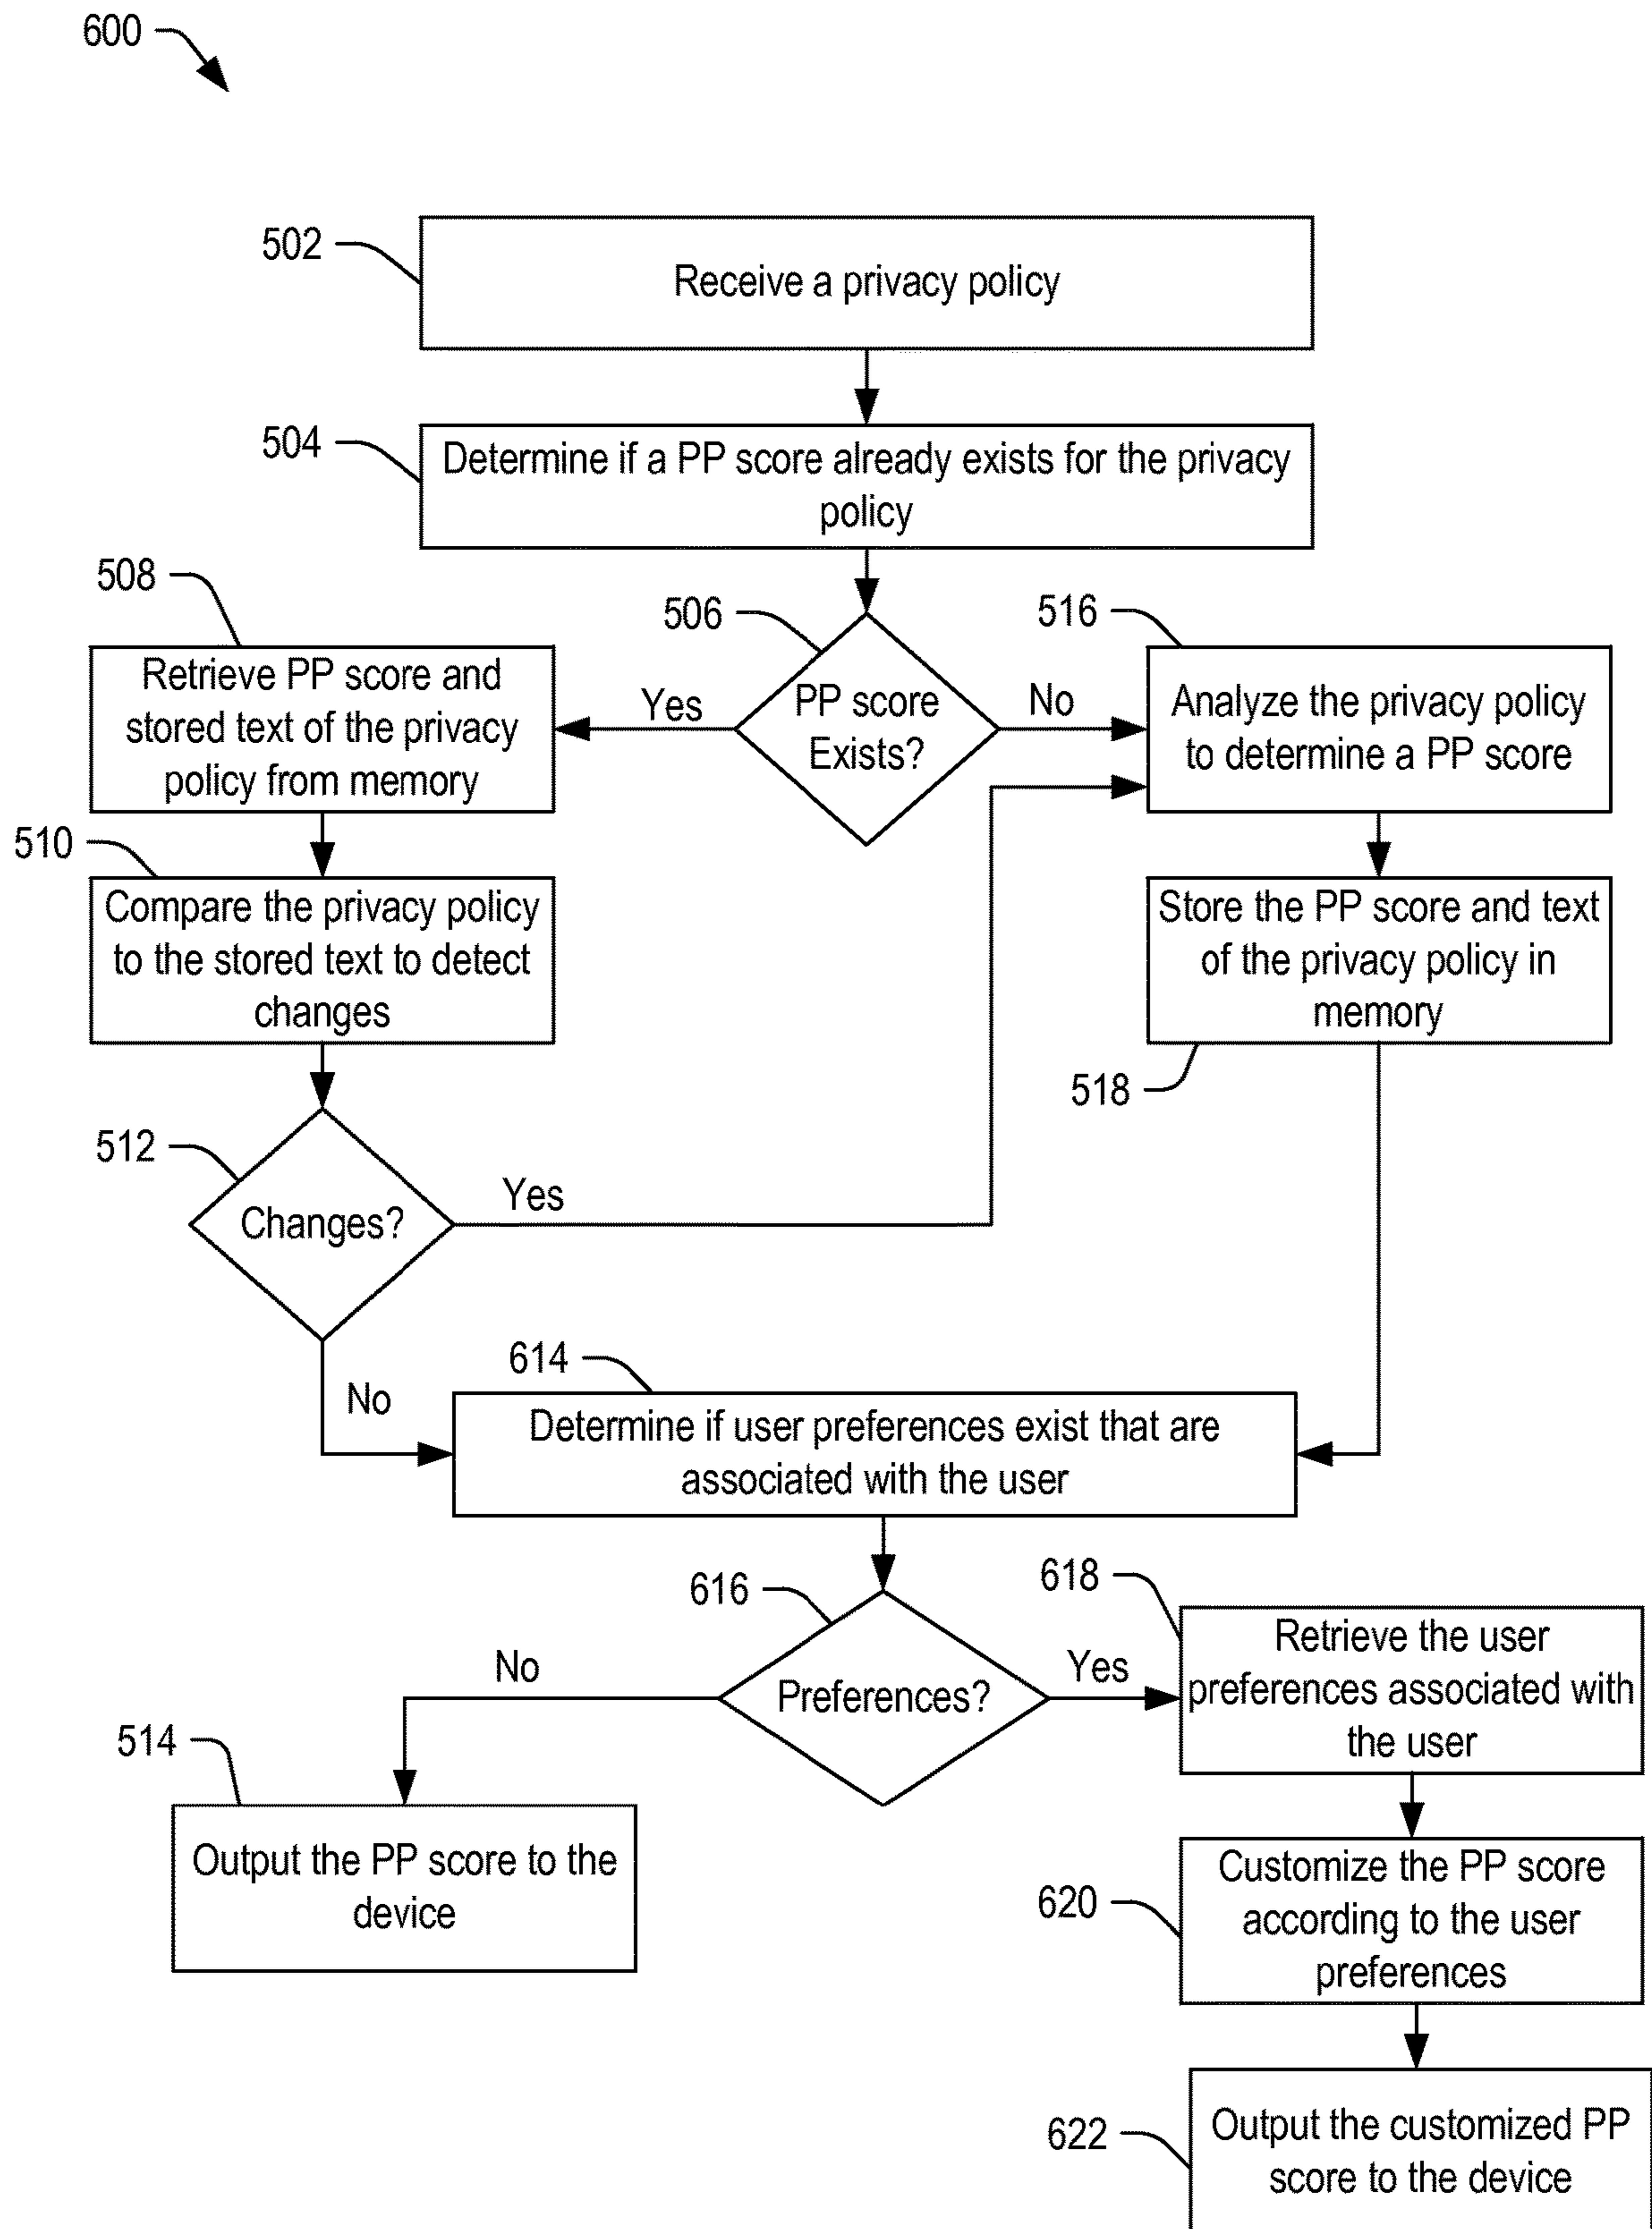 600
502
Receive a privacy policy
504
Determine if a PP score already exists for the privacy
policy
508
506
516
Retrieve PP score and
stored text of the privacy
policy from memory
Yes
PP score
Exists?
No
Analyze the privacy policy
to determine a PP score
510
Compare the privacy policy
to the stored text to detect
changes
Store the PP score and text
of the privacy policy in
memory
518
512
Changes?
Yes
No
614
Determine if user preferences exist that are
associated with the user
616
618
No
Preferences?
Yes
Retrieve the user
preferences associated with
the user
514
Output the PP score to the
device
620
Customize the PP score
according to the user
preferences
622
Output the customized PP
score to the device